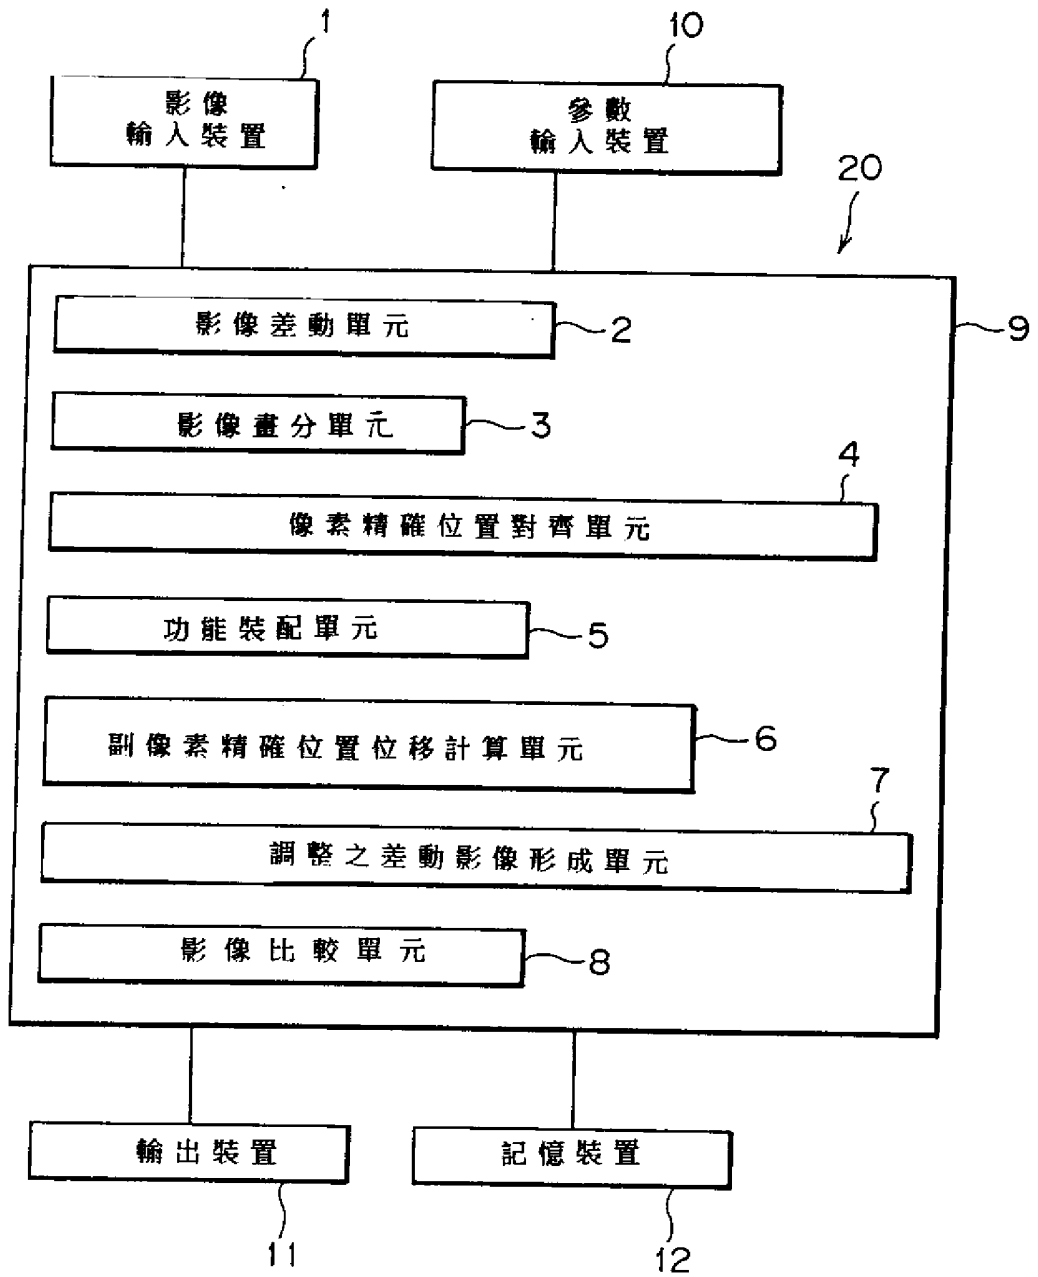 1
影像
輸入裝置
10
參數
輸入裝置
20
影像差動單元
2
9
影像畫分單元
3
4
像素精確位置對齊單元
功能裝配單元
5
副像素精確位置位移計算單元
6
7
調整之差動影像形成單元
影像比較單元
8
輸出裝置
記憶裝置
11
12